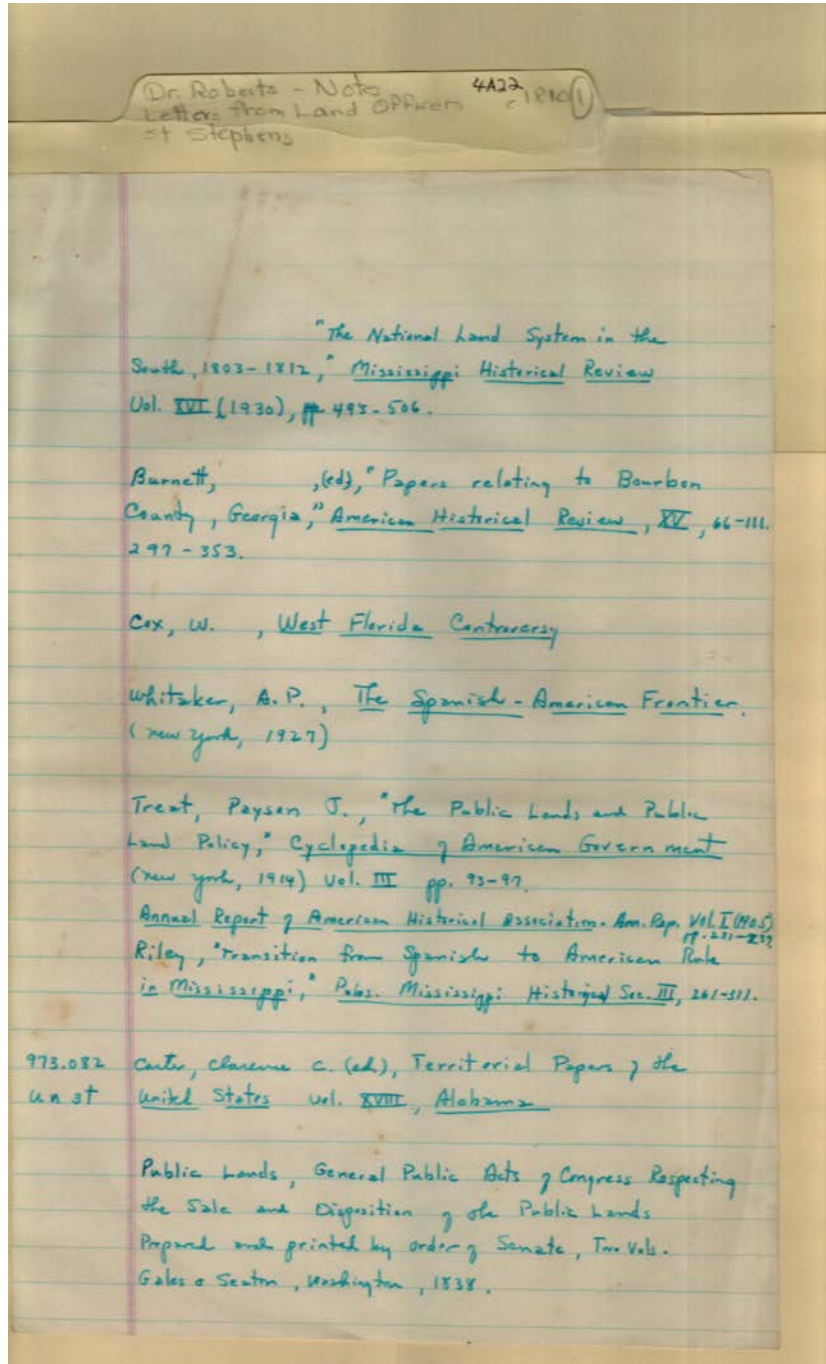 Dr. Roberts - Note 4A22
Letters from Land Officers c 1810 (1)
St Stephens
"The National Land System in the
South, 1803-1812," Mississippi Historical Review
Vol. XVI (1930), pp 495-506.
Burnett, ,(ed), "Papers relating to Bourbon
County, Georgia," American Historical Review, XV, 66-111.
297-353.
Cox, W. , West Florida Controversy
Whitaker, A.P., The Spanish-American Frontier.
(New York, 1927)
Treat, Payson J., "The Public Lands and Public
Land Policy," Cyclopedia of American Government
(New York, 1914) Vol. III pp. 93-97.
Annual Report of American Historical Association. Ann. Rep. Vol. I (1905)
pp. 231-
Riley, "Transition from Spanish to American Rule
in Mississippi," Pubs. Mississippi Historical Soc. III, 261-311.
973.082 Carter, Clarence C. (ed.), Territorial Papers of the
un3t United States vol. XVIII, Alabama
Public Lands, General Public Acts of Congress Respecting
the Sale and Disposition of the Public Lands
Prepared and printed by order of Senate, Two Vols.
Gales & Seaton, Washington, 1838.